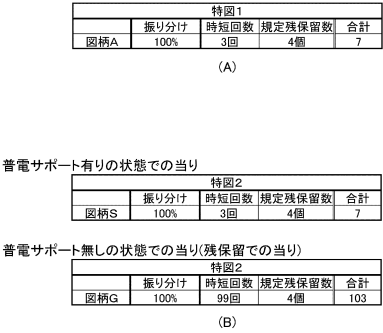 特図1
振り分け 時短回数 規定残保留数 合計
図柄A 100% 3回 4個 7
(A)
普電サポート有りの状態での当り
特図2
振り分け 時短回数 規定残保留数 合計
図柄S 100% 3回 4個 7
普電サポート無しの状態での当り(残保留での当り)
特図2
振り分け 時短回数 規定残保留数 合計
図柄G 100% 99回 4個 103
(B)